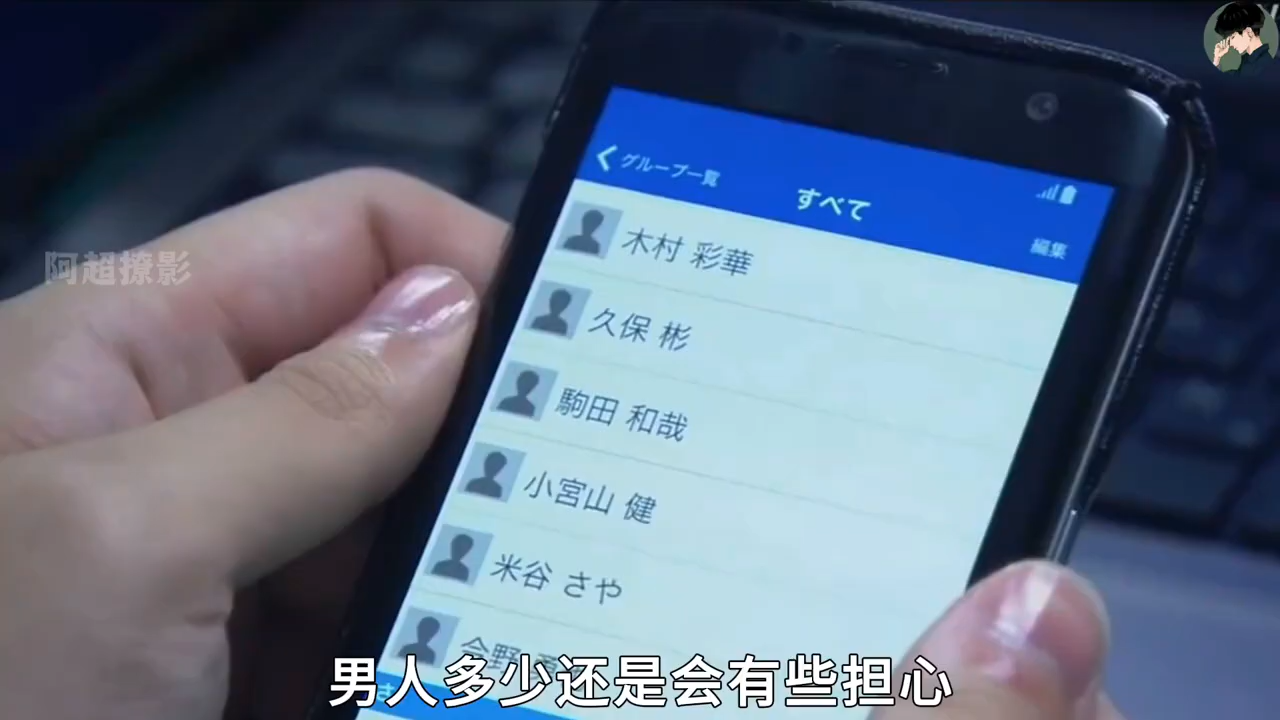 グループ一覧
すべて
編集
木村 彩華
久保 彬
駒田 和哉
小宮山 健
米谷 さや
阿超撩影
男人多少还是会有些担心